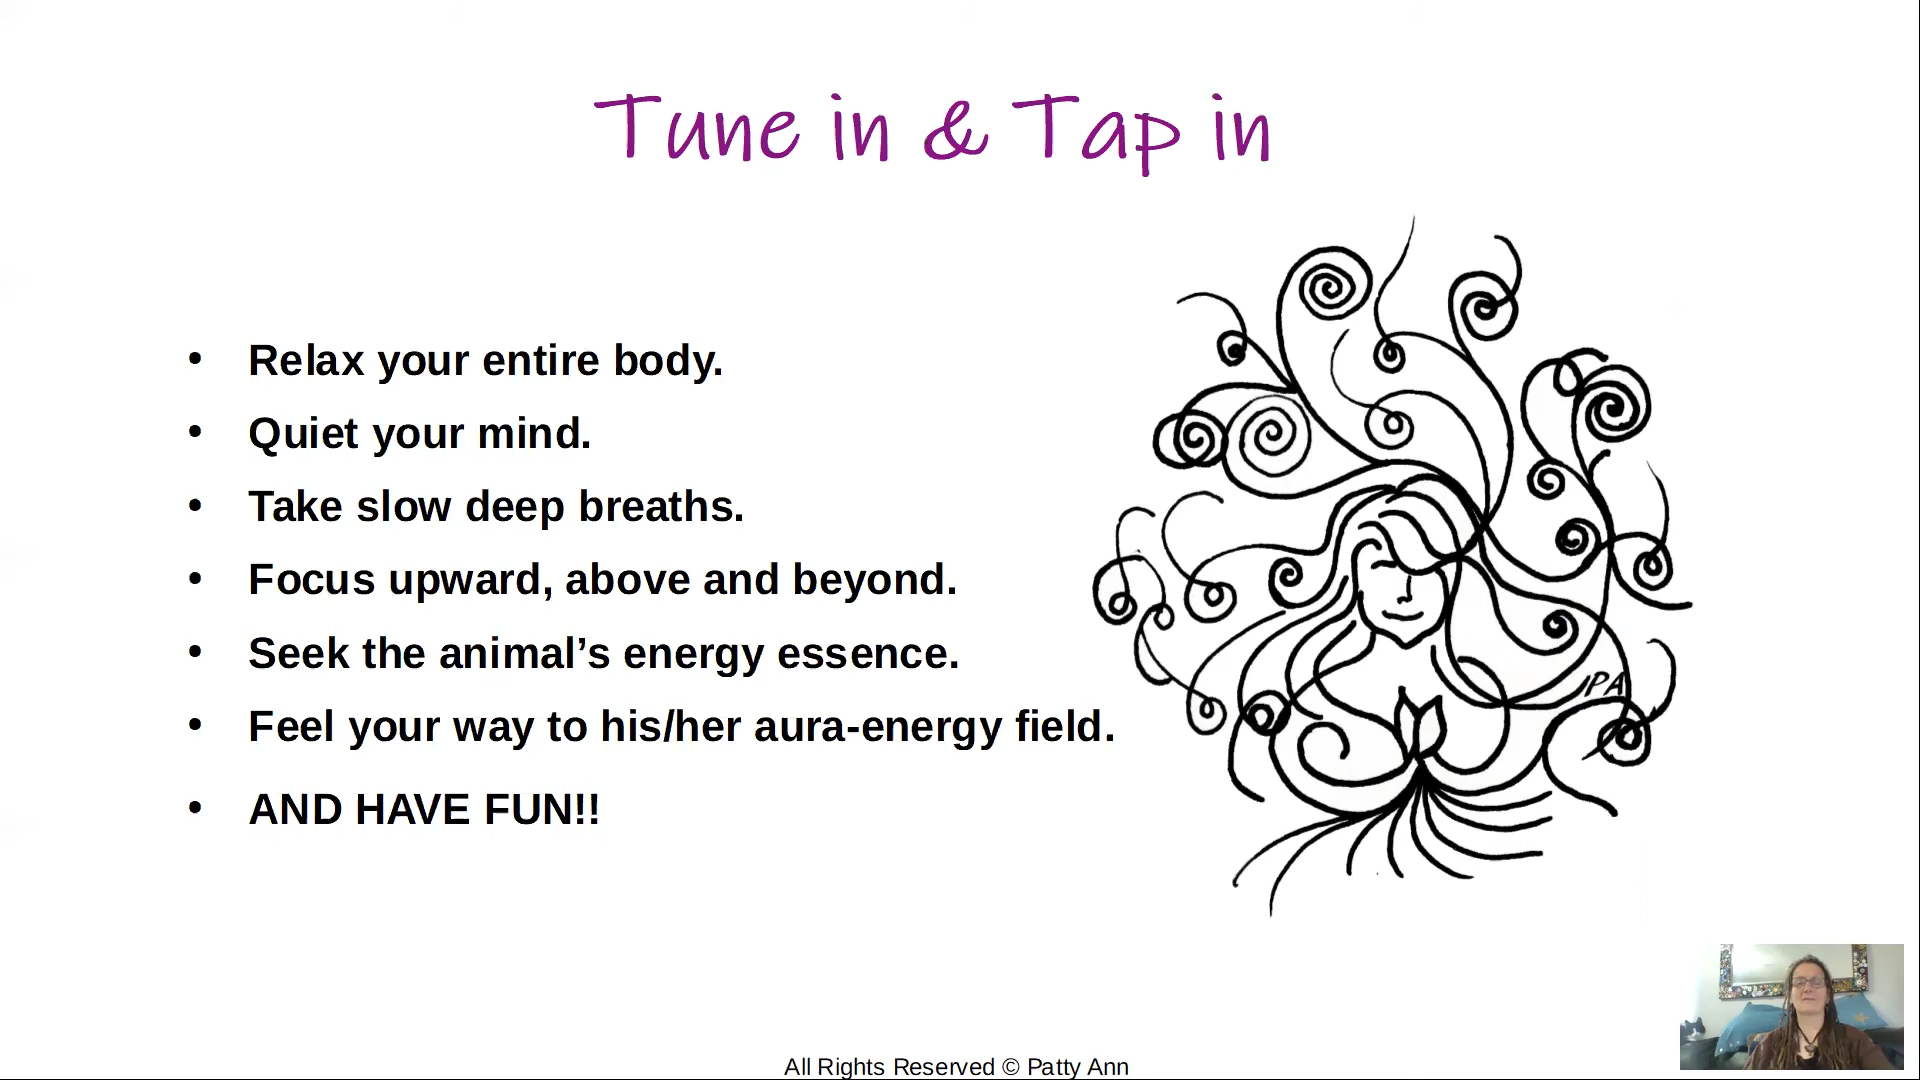 Tune in & Tap in
• Relax your entire body.
• Quiet your mind.
• Take slow deep breaths.
• Focus upward, above and beyond.
• Seek the animal’s energy essence.
• Feel your way to his/her aura-energy field.
• AND HAVE FUN!!
PA
All Rights Reserved © Patty Ann